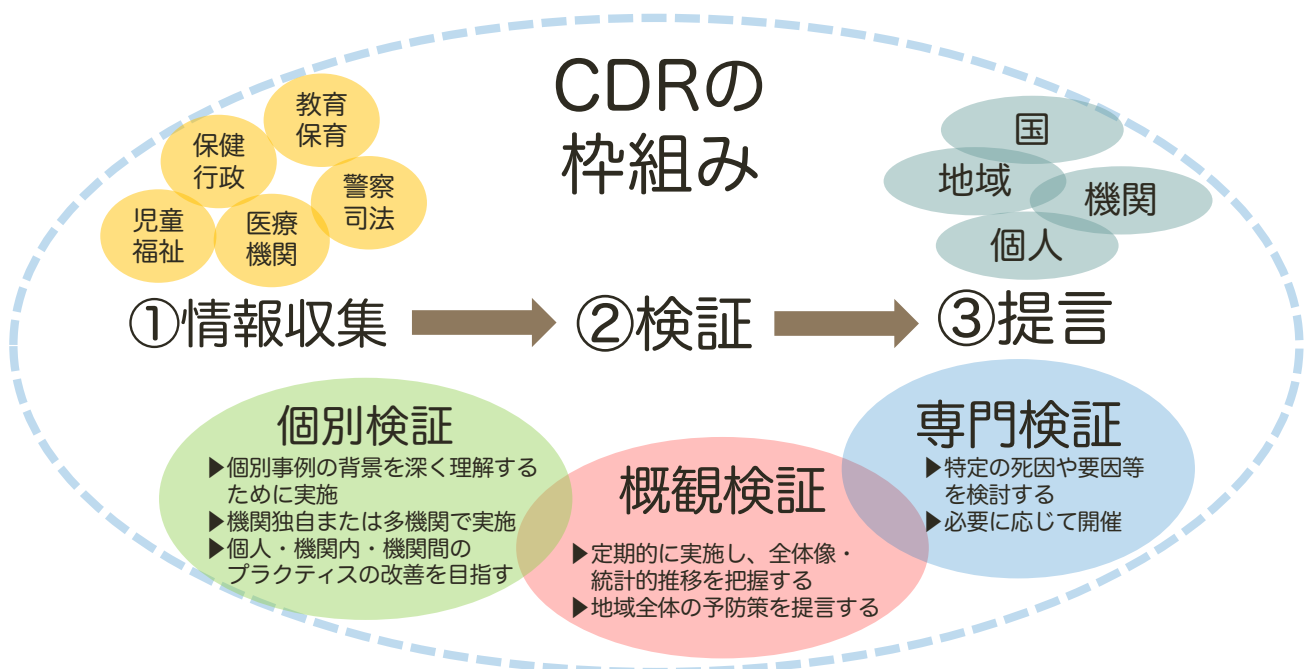 CDRの
枠組み
教育
保育
保健
行政
警察
司法
児童
福祉
医療
機関
国
地域
機関
個人
①情報収集
②検証
③提言
個別検証
▶個別事例の背景を深く理解する
ために実施
▶機関独自または多機関で実施
▶個人・機関内・機関間の
プラクティスの改善を目指す
概観検証
▶定期的に実施し、全体像・
統計的推移を把握する
▶地域全体の予防策を提言する
専門検証
▶特定の死因や要因等
を検討する
▶必要に応じて開催